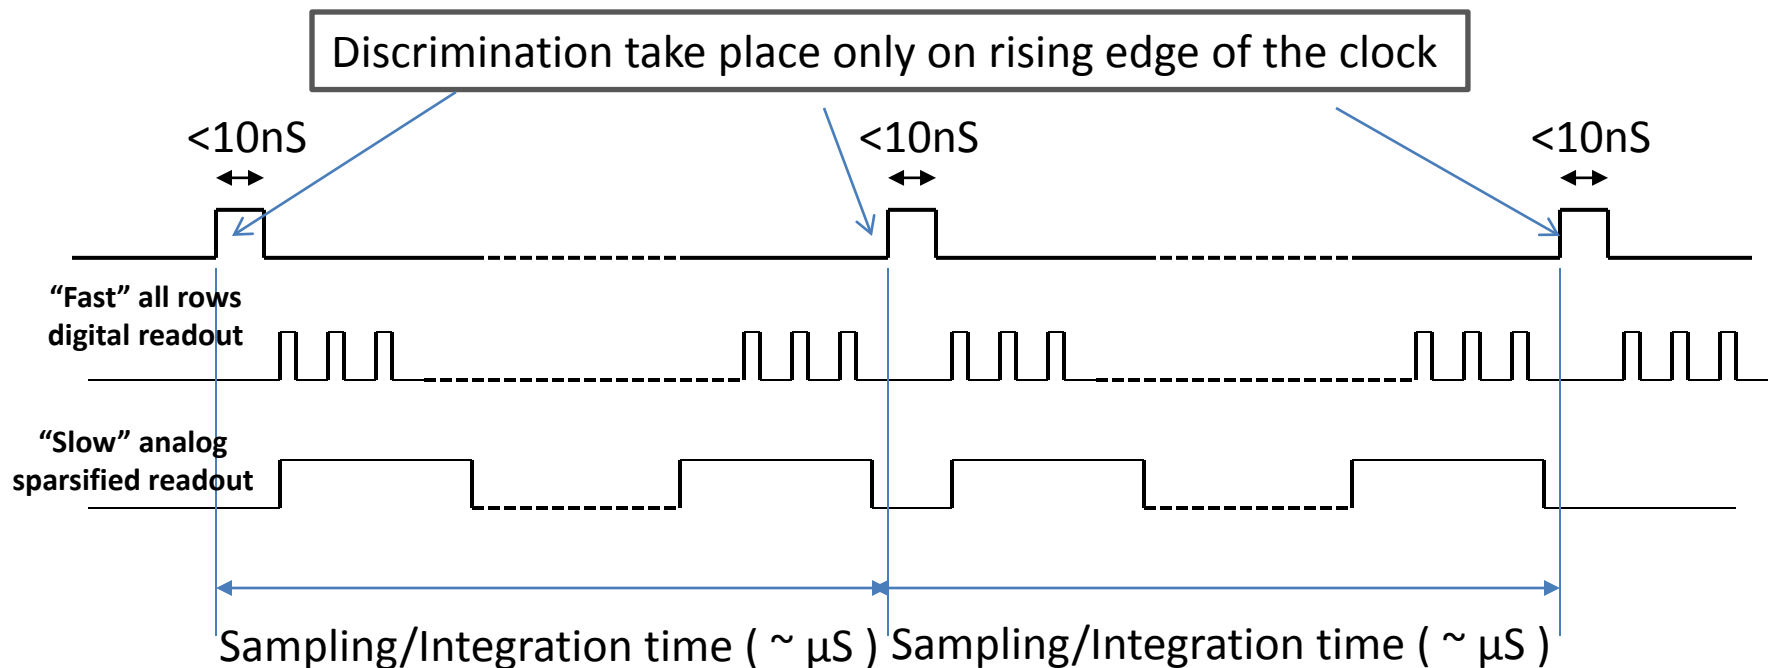 Discrimination take place only on rising edge of the clock
<10nS
<10nS
<10nS
“Fast” all rows
digital readout
“Slow” analog
sparsified readout
Sampling/Integration time ( ~ µS )
Sampling/Integration time ( ~ µS )